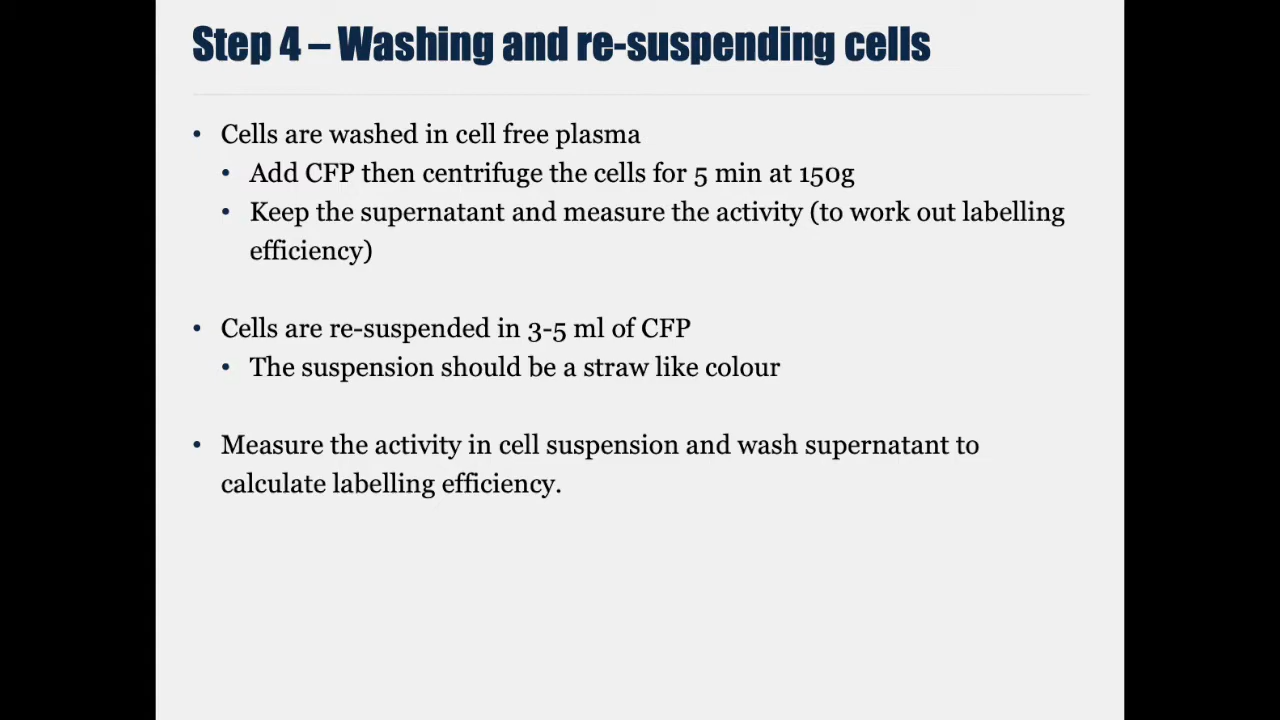 Step 4 – Washing and re-suspending cells
• Cells are washed in cell free plasma
• Add CFP then centrifuge the cells for 5 min at 150g
• Keep the supernatant and measure the activity (to work out labelling
efficiency)
• Cells are re-suspended in 3-5 ml of CFP
• The suspension should be a straw like colour
• Measure the activity in cell suspension and wash supernatant to
calculate labelling efficiency.